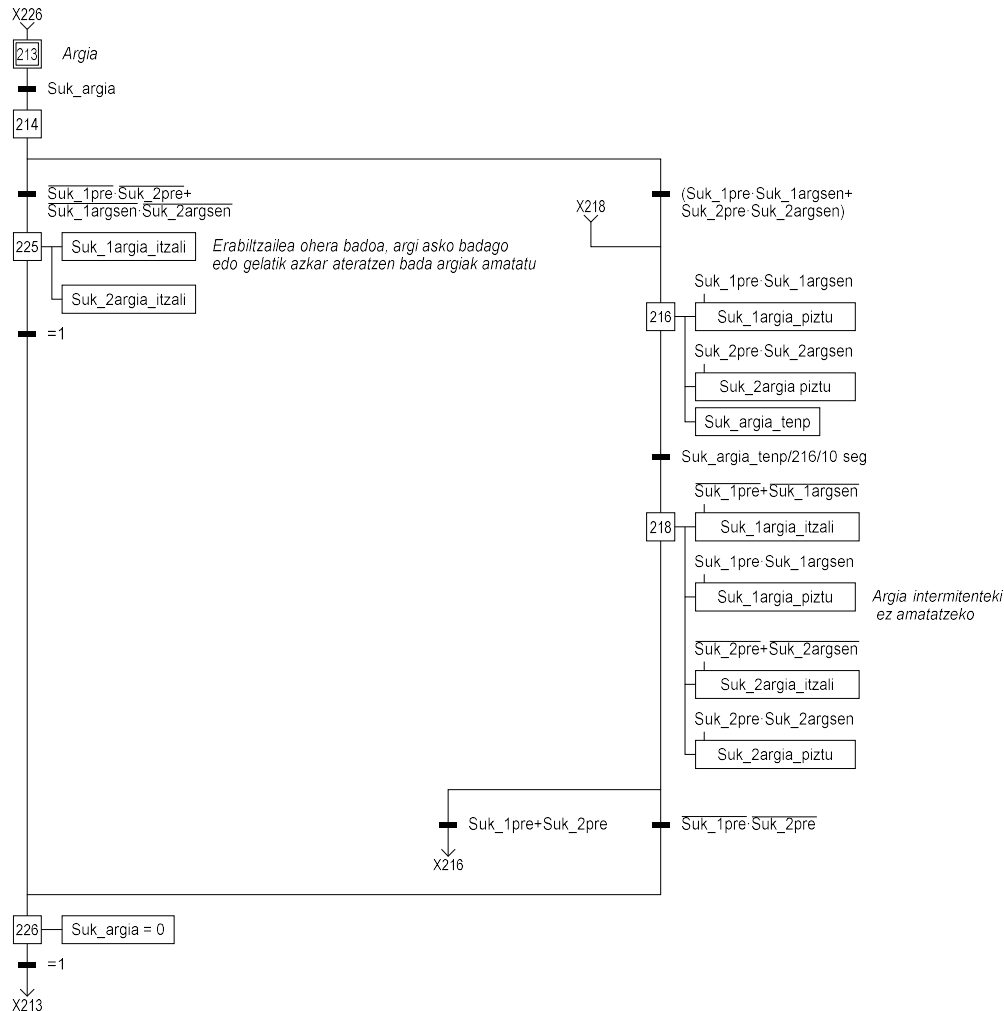 X226
213
Argia
Suk_argia
214
Suk_1pre·Suk_2pre+
Suk_1argsen·Suk_2argsen
(Suk_1pre·Suk_1argsen+
Suk_2pre·Suk_2argsen)
X218
225
Suk_1argia_itzali
Erabiltzailea ohera badoa, argi asko badago
edo gelatik azkar ateratzen bada argiak amatatu
Suk_2argia_itzali
=1
Suk_1pre·Suk_1argsen
216
Suk_1argia_piztu
Suk_2pre·Suk_2argsen
Suk_2argia piztu
Suk_argia_tenp
Suk_argia_tenp/216/10 seg
Suk_1pre+Suk_1argsen
218
Suk_1argia_itzali
Suk_1pre·Suk_1argsen
Suk_1argia_piztu
Argia intermitenteki
ez amatatzeko
Suk_2pre+Suk_2argsen
Suk_2argia_itzali
Suk_2pre·Suk_2argsen
Suk_2argia_piztu
Suk_1pre+Suk_2pre
Suk_1pre·Suk_2pre
X216
226
Suk_argia = 0
=1
X213